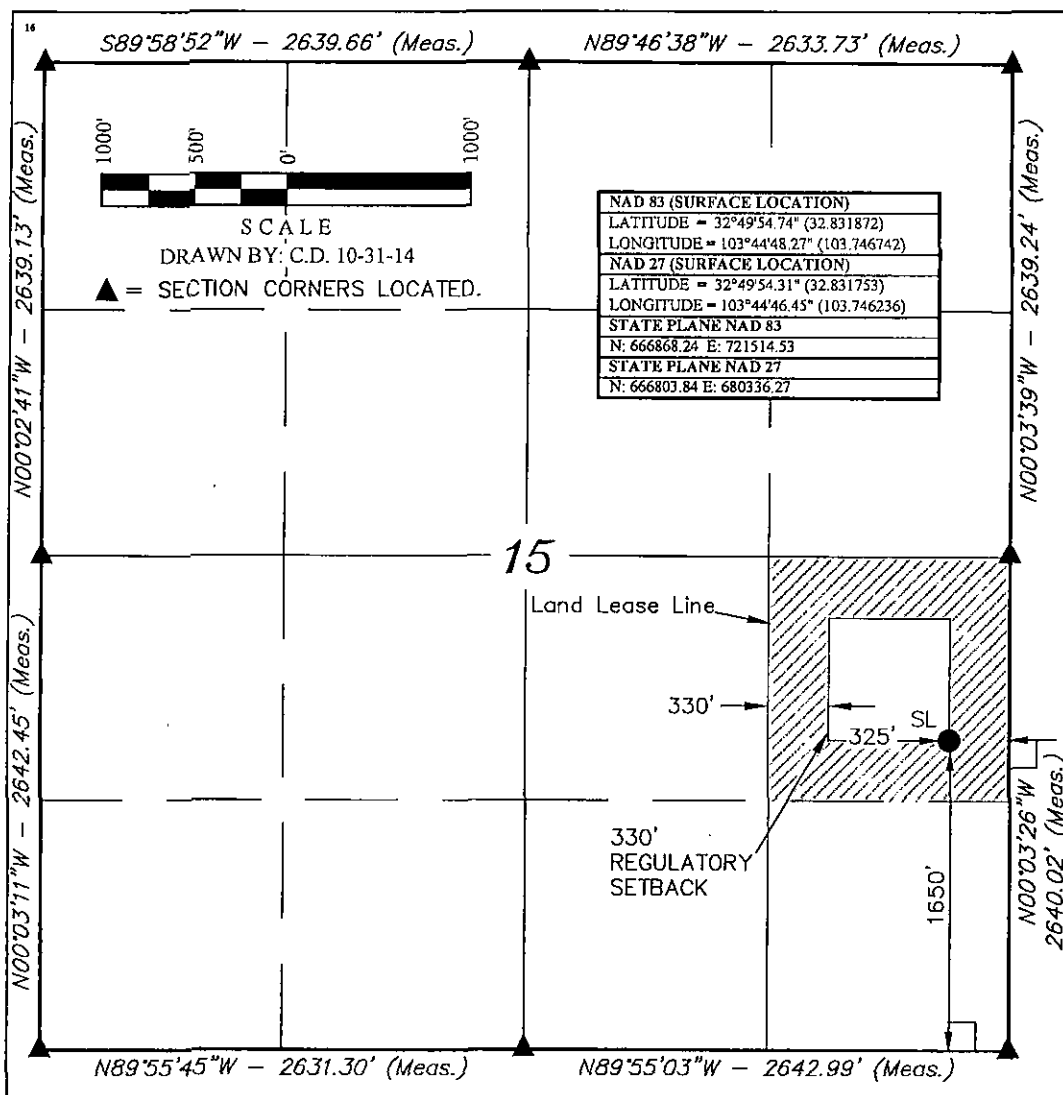 16
S89°58'52"W – 2639.66' (Meas.)
N89°46'38"W – 2633.73' (Meas.)
1000'
500'
0'
1000'
SCALE
DRAWN BY: C.D. 10-31-14
▲ = SECTION CORNERS LOCATED.
NAD 83 (SURFACE LOCATION)
LATITUDE = 32°49'54.74" (32.831872)
LONGITUDE = 103°44'48.27" (103.746742)
NAD 27 (SURFACE LOCATION)
LATITUDE = 32°49'54.31" (32.831753)
LONGITUDE = 103°44'46.45" (103.746236)
STATE PLANE NAD 83
N: 666868.24 E: 721514.53
STATE PLANE NAD 27
N: 666803.84 E: 680336.27
N00°02'41"W – 2639.13' (Meas.)
N00°03'39"W – 2639.24' (Meas.)
15
Land Lease Line
330'
SL
325'
330'
REGULATORY
SETBACK
1650'
N00°03'11"W – 2642.45' (Meas.)
N00°03'26"W
2640.02' (Meas.)
N89°55'45"W – 2631.30' (Meas.)
N89°55'03"W – 2642.99' (Meas.)